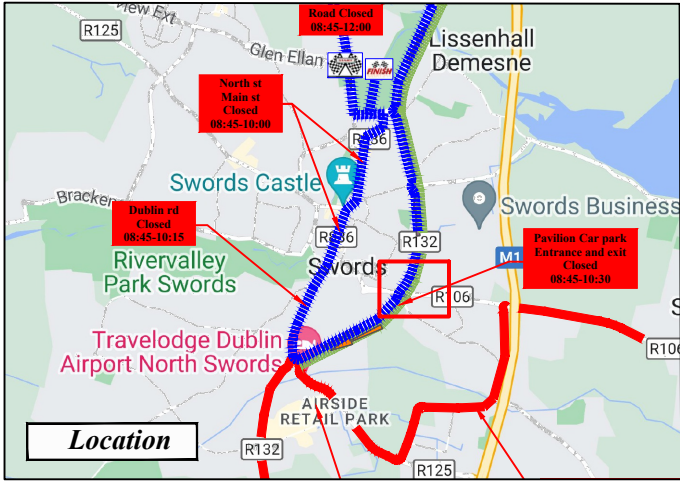 Road Closed
08:45-12:00
View Ext
R125
Glen Ellan
FINISH
Lissenhall
Demesne
North st
Main st
Closed
08:45-10:00
Swords Castle
Swords Business
Bracken
Dublin rd
Closed
08:45-10:15
R132
Rivervalley
Park Swords
Swords
M1
Pavilion Car park
Entrance and exit
Closed
08:45-10:30
R106
Travelodge Dublin
Airport North Swords
S
R106
AIRSIDE
RETAIL PARK
Location
R132
R125